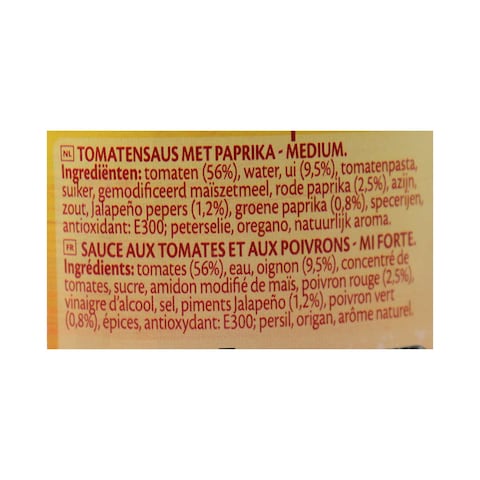 NL TOMATENSAUS MET PAPRIKA - MEDIUM.
Ingrediënten: tomaten (56%), water, ui (9,5%), tomatenpasta,
suiker, gemodificeerd maïszetmeel, rode paprika (2,5%), azijn,
zout, Jalapeño pepers (1,2%), groene paprika (0,8%), specerijen,
antioxidant: E300; peterselie, oregano, natuurlijk aroma.
FR SAUCE AUX TOMATES ET AUX POIVRONS - MI FORTE.
Ingrédients: tomates (56%), eau, oignon (9,5%), concentré de
tomates, sucre, amidon modifié de maïs, poivron rouge (2,5%),
vinaigre d'alcool, sel, piments Jalapeño (1,2%), poivron vert
(0,8%), épices, antioxydant: E300; persil, origan, arôme naturel.